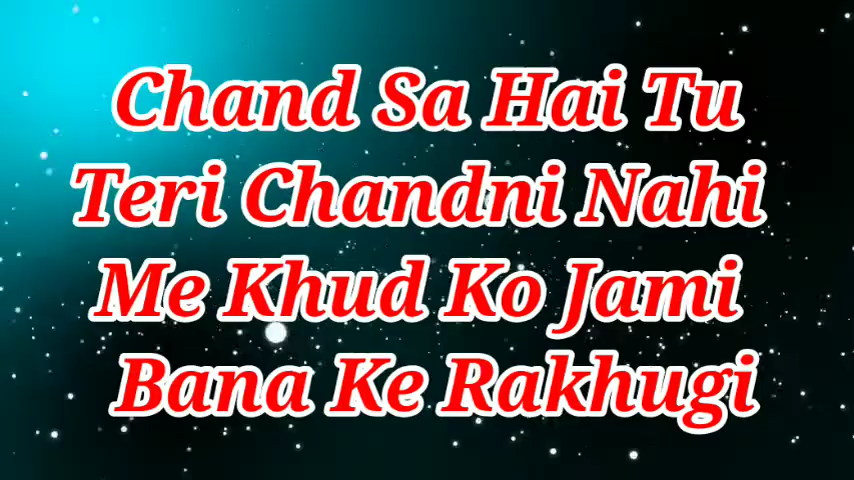 Chand Sa Hai Tu
Teri Chandni Nahi
Me Khud Ko Jami
Bana Ke Rakhugi